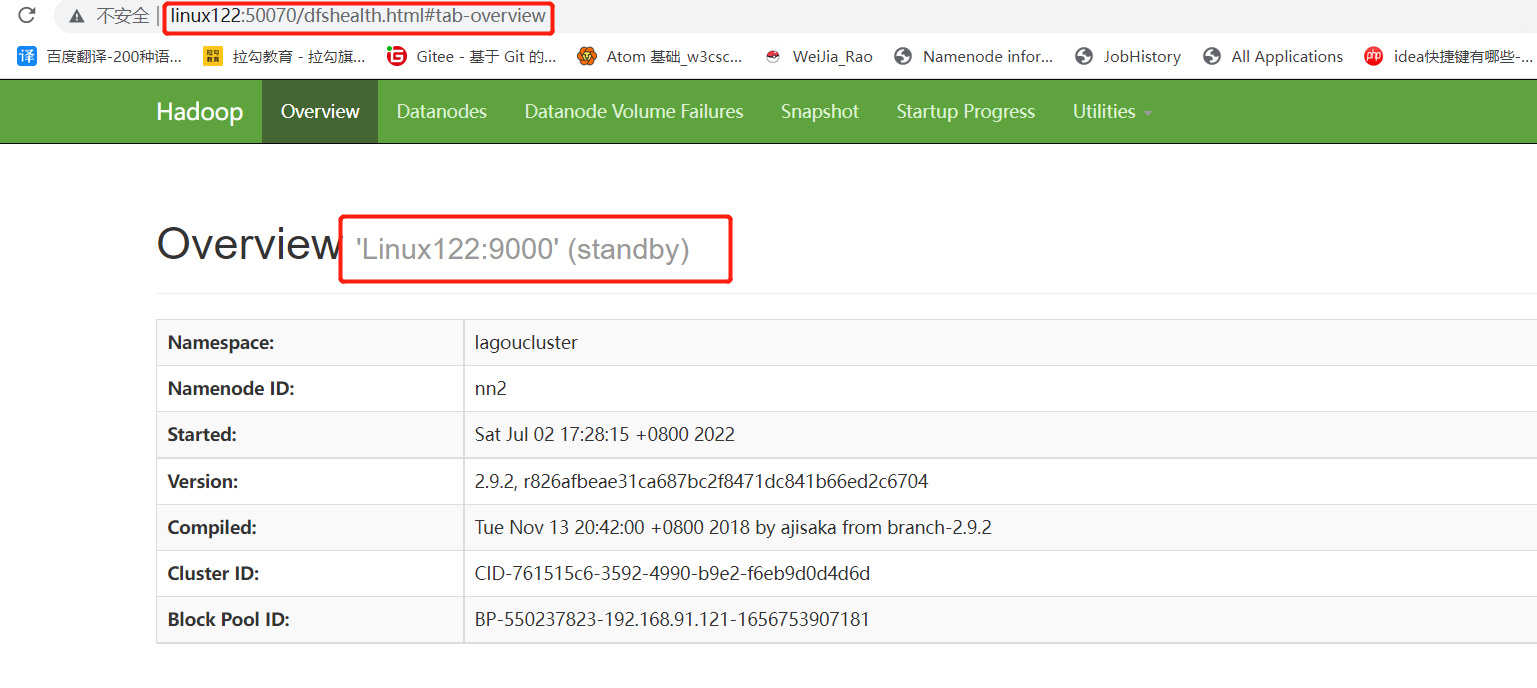 不安全 | linux122:50070/dfshealth.html#tab-overview
译 百度翻译-200种语... 拉勾教育 拉勾教育 - 拉勾旗... Gitee - 基于 Git 的... Atom 基础_w3csc... WeiJia_Rao Namenode infor... JobHistory All Applications php idea快捷键有哪些-...
Hadoop Overview Datanodes Datanode Volume Failures Snapshot Startup Progress Utilities
Overview 'Linux122:9000' (standby)
Namespace: lagoucluster
Namenode ID: nn2
Started: Sat Jul 02 17:28:15 +0800 2022
Version: 2.9.2, r826afbeae31ca687bc2f8471dc841b66ed2c6704
Compiled: Tue Nov 13 20:42:00 +0800 2018 by ajisaka from branch-2.9.2
Cluster ID: CID-761515c6-3592-4990-b9e2-f6eb9d0d4d6d
Block Pool ID: BP-550237823-192.168.91.121-1656753907181